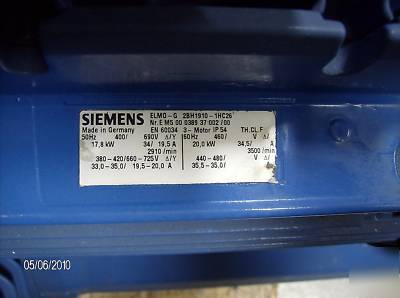 SIEMENS ELMO-G 2BH1910-1HC26
Made in Germany Nr. E M5 00 0389 37 002 /00
EN 60034 3~ Motor IP 54 TH.CL.F
50Hz 400/ 690V Δ/Y 60Hz 460/ V Δ/
17,8 kW 34/ 19,5 A 20,0 kW 34,5/ A
2910 /min 3500 /min
380-420/660-725 V Δ/Y 440-480/ V Δ/
33,0-35,0/ 19,5-20,0 A 35,5-35,0/ A
05/06/2010